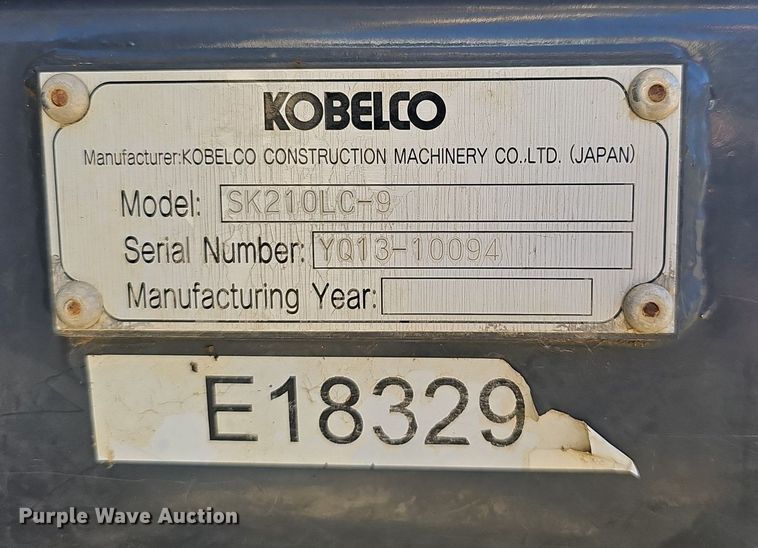 KOBELCO
Manufacturer:KOBELCO CONSTRUCTION MACHINERY CO.,LTD. (JAPAN)
Model: SK210LC-9
Serial Number: YQ13-10094
Manufacturing Year:
E18329
Purple Wave Auction